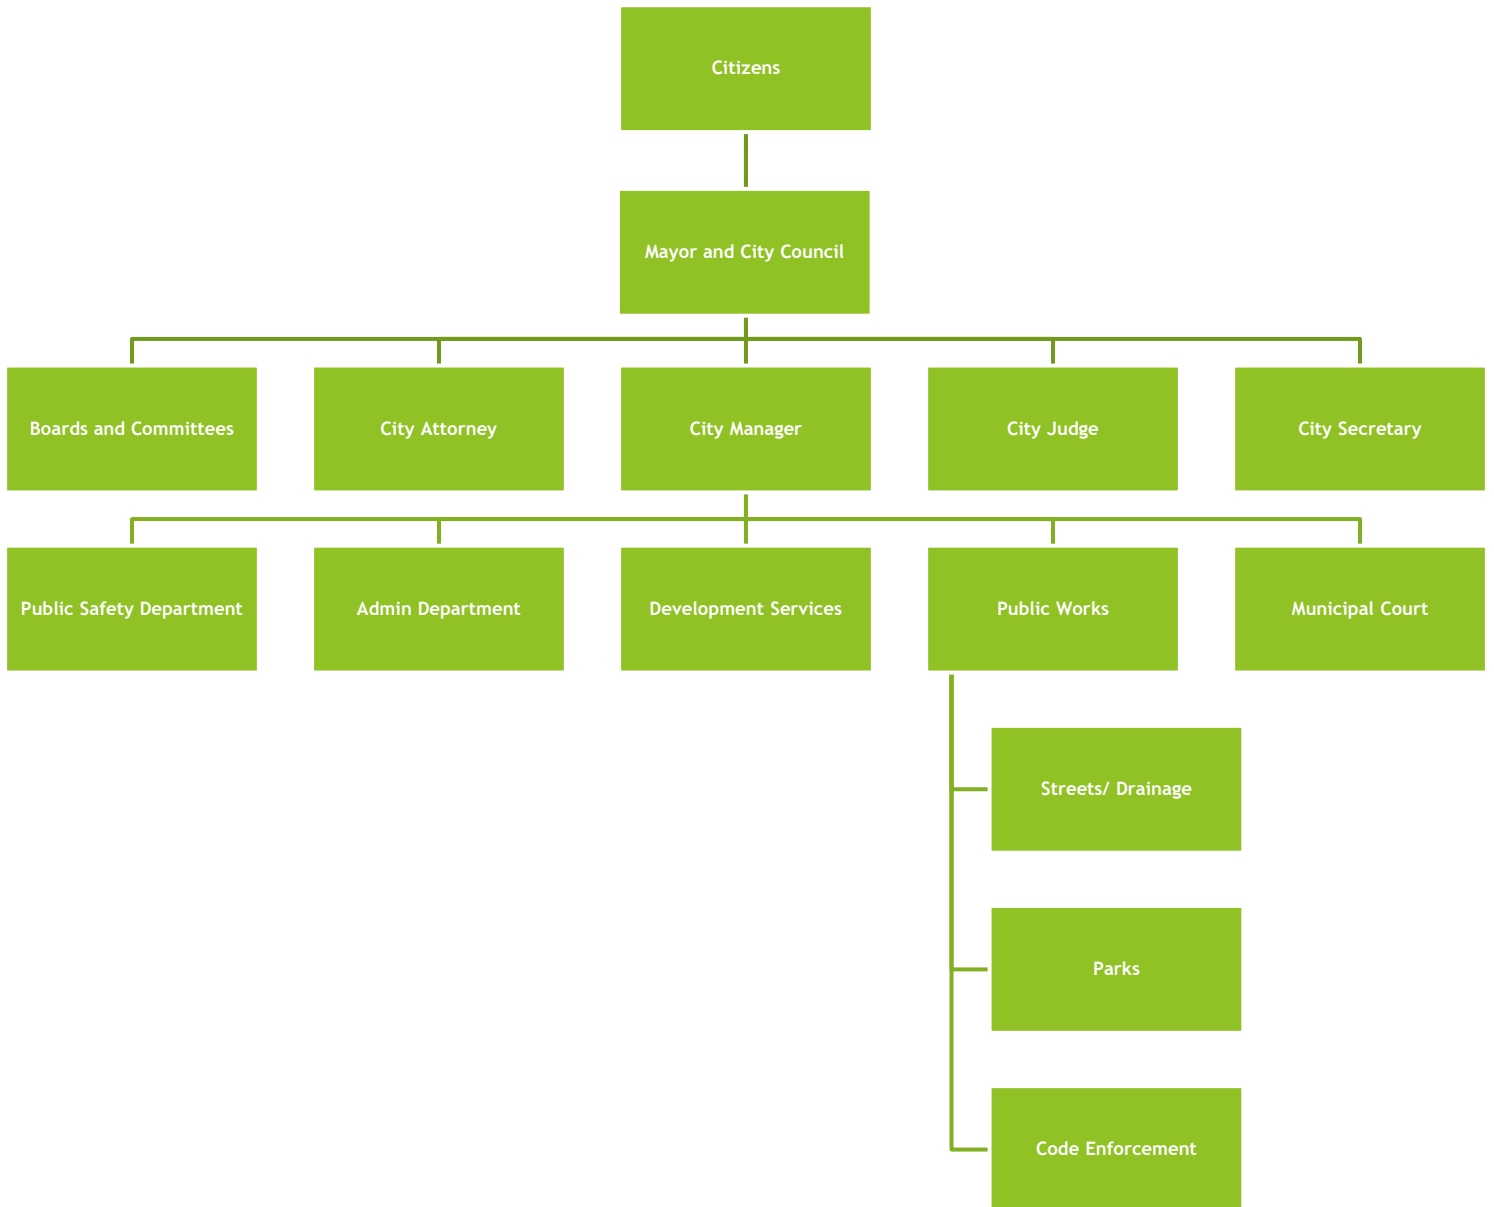 Citizens
Mayor and City Council
Boards and Committees
City Attorney
City Manager
City Judge
City Secretary
Public Safety Department
Admin Department
Development Services
Public Works
Municipal Court
Streets/ Drainage
Parks
Code Enforcement